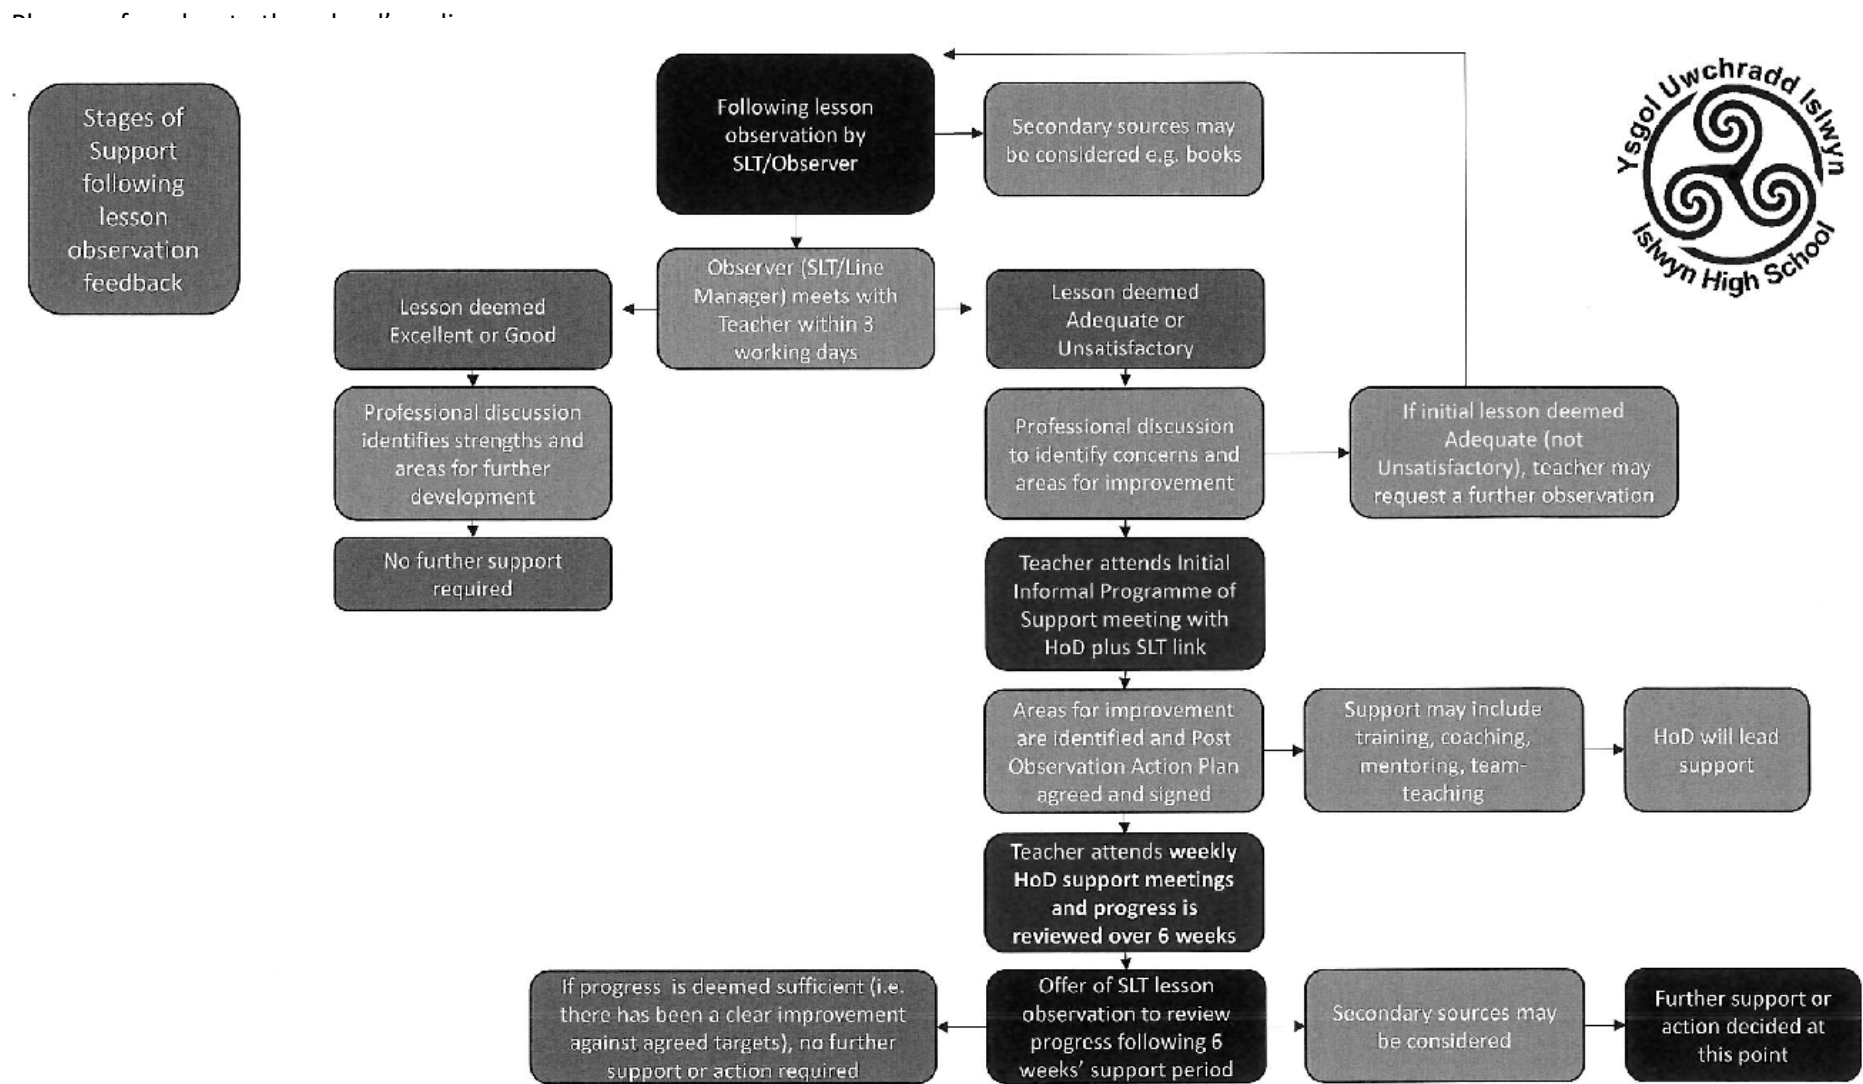 Stages of
Support
following
lesson
observation
feedback
Following lesson
observation by
SLT/Observer
Secondary sources may
be considered e.g. books
Ysgol Uwchradd Islwyn
Islwyn High School
Observer (SLT/Line
Manager) meets with
Teacher within 3
working days
Lesson deemed
Excellent or Good
Lesson deemed
Adequate or
Unsatisfactory
Professional discussion
identifies strengths and
areas for further
development
Professional discussion
to identify concerns and
areas for improvement
If initial lesson deemed
Adequate (not
Unsatisfactory), teacher may
request a further observation
No further support
required
Teacher attends Initial
Informal Programme of
Support meeting with
HoD plus SLT link
Areas for improvement
are identified and Post
Observation Action Plan
agreed and signed
Support may include
training, coaching,
mentoring, team-
teaching
HoD will lead
support
Teacher attends weekly
HoD support meetings
and progress is
reviewed over 6 weeks
If progress is deemed sufficient (i.e.
there has been a clear improvement
against agreed targets), no further
support or action required
Offer of SLT lesson
observation to review
progress following 6
weeks' support period
Secondary sources may
be considered
Further support or
action decided at
this point